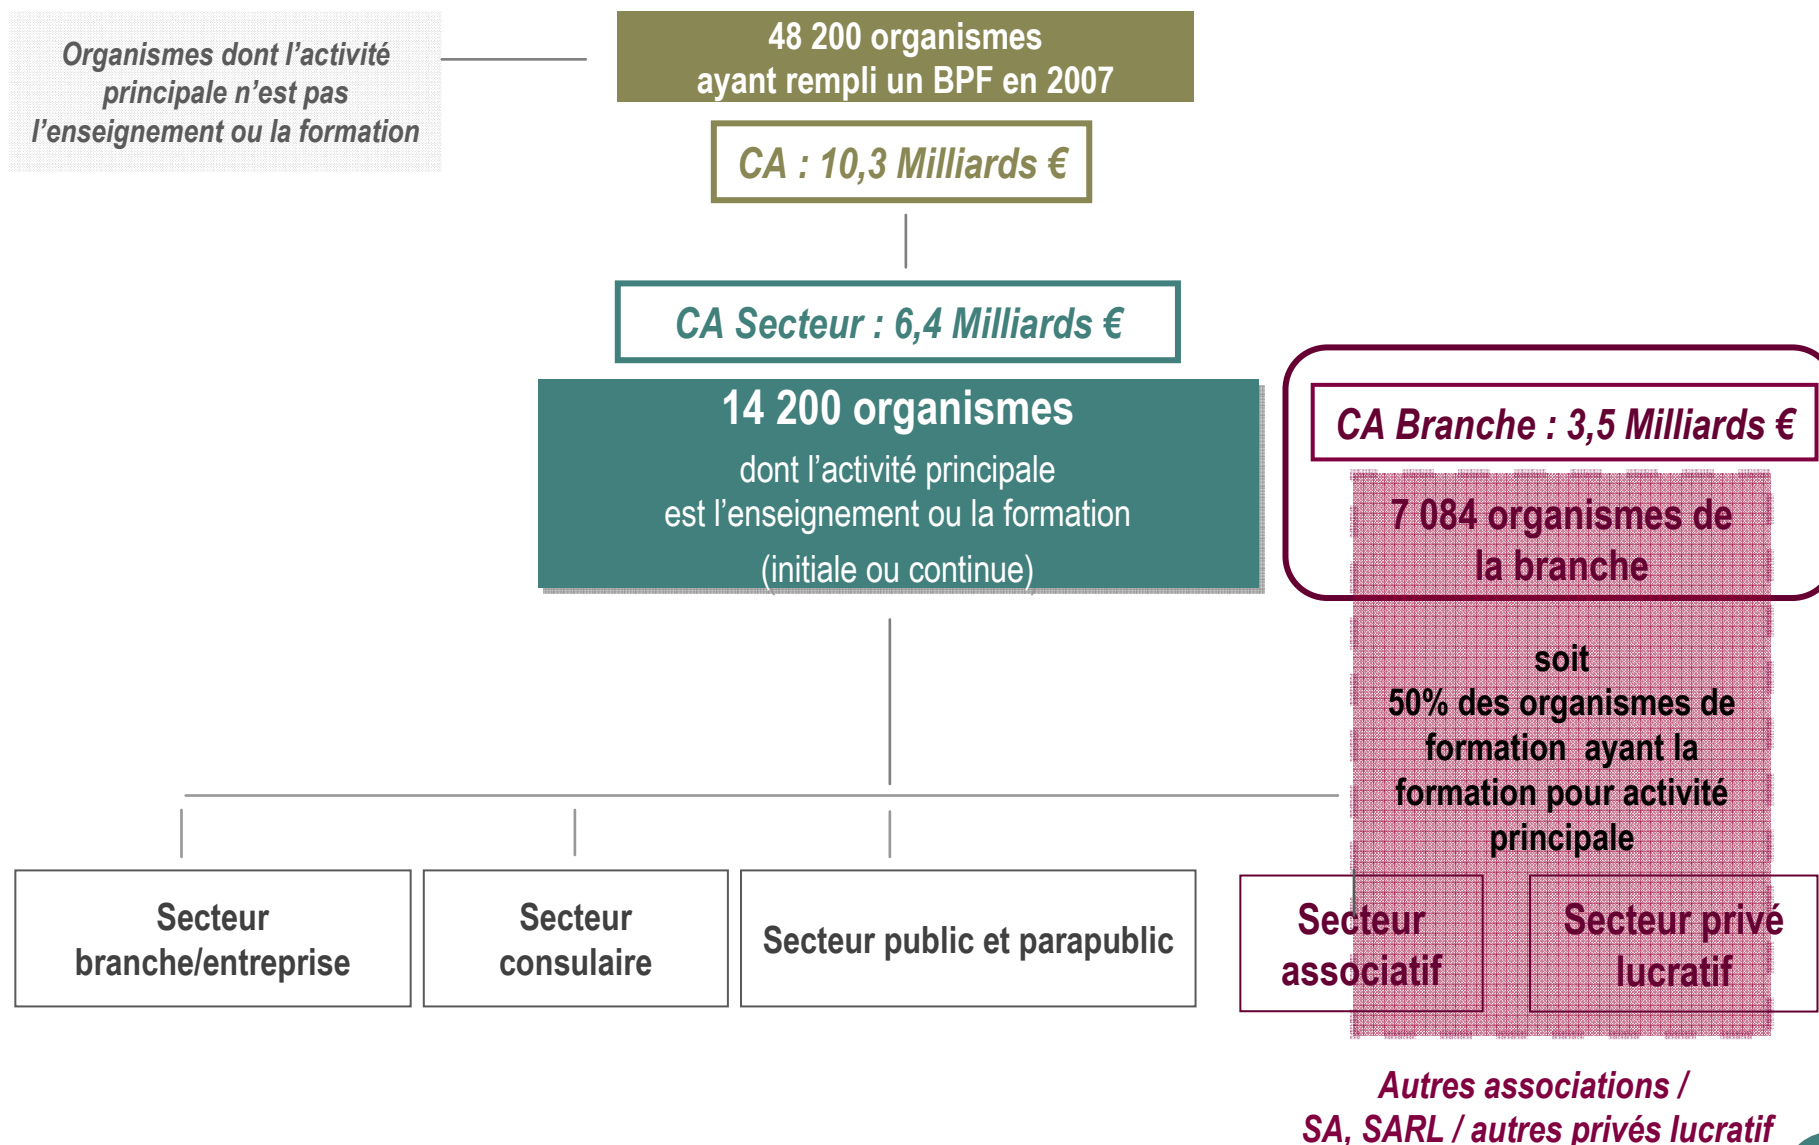 Organismes dont l’activité
principale n’est pas
l’enseignement ou la formation
48 200 organismes
ayant rempli un BPF en 2007
CA : 10,3 Milliards €
CA Secteur : 6,4 Milliards €
14 200 organismes
dont l’activité principale
est l’enseignement ou la formation
(initiale ou continue)
CA Branche : 3,5 Milliards €
7 084 organismes de
la branche
soit
50% des organismes de
formation ayant la
formation pour activité
principale
Secteur
branche/entreprise
Secteur
consulaire
Secteur public et parapublic
Secteur
associatif
Secteur privé
lucratif
Autres associations /
SA, SARL / autres privés lucratif